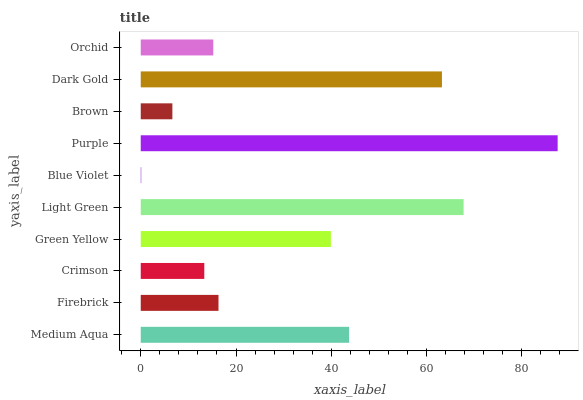 title
yaxis_label
Orchid
Dark Gold
Brown
Purple
Blue Violet
Light Green
Green Yellow
Crimson
Firebrick
Medium Aqua
0 20 40 60 80
xaxis_label